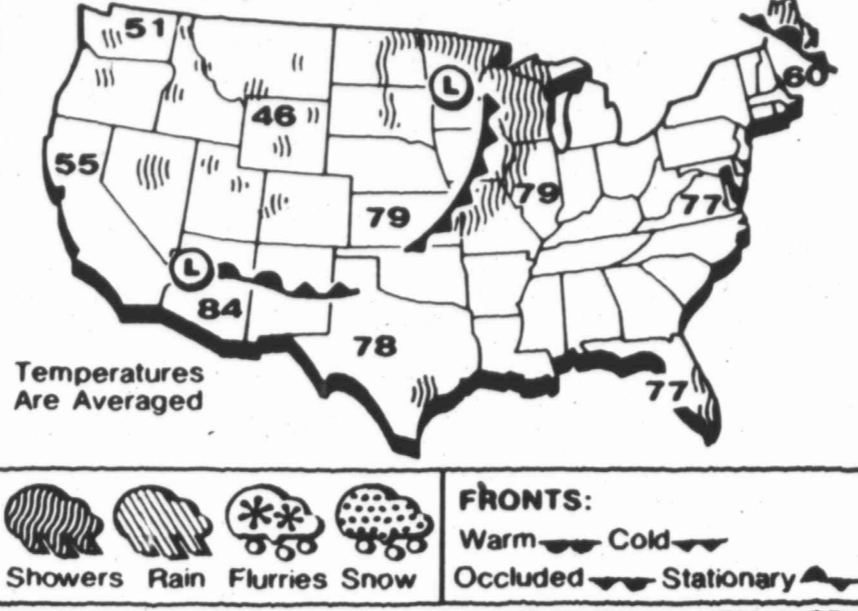 51
60
46
L
55
79
79
77
L
84
78
77
Temperatures
Are Averaged
FRONTS:
Warm Cold
Showers Rain Flurries Snow
Occluded Stationary